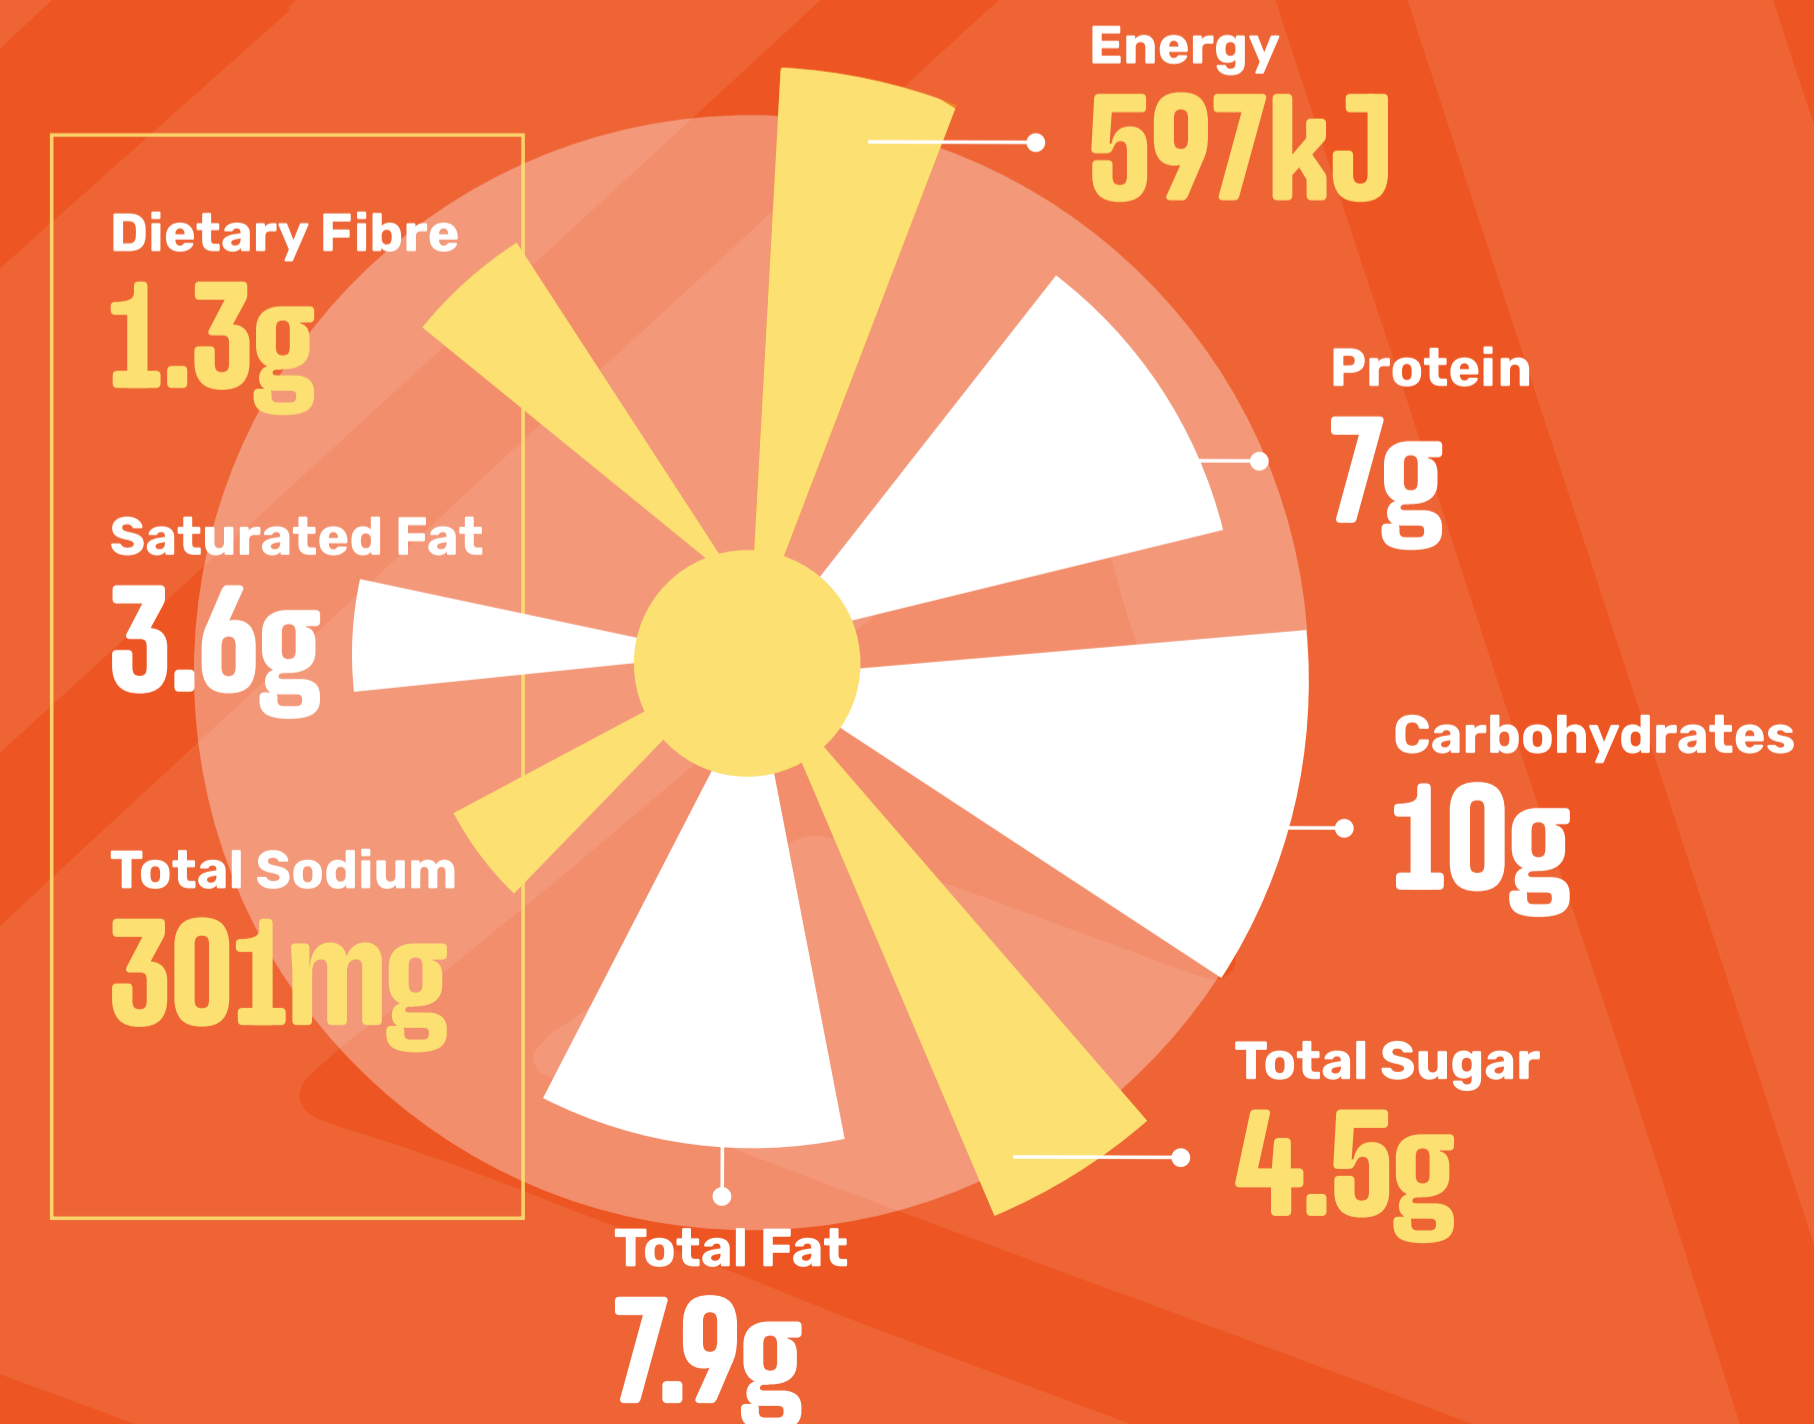 Energy
597kJ
Protein
7g
Carbohydrates
10g
Total Sugar
4.5g
Total Fat
7.9g
Dietary Fibre
1.3g
Saturated Fat
3.6g
Total Sodium
301mg